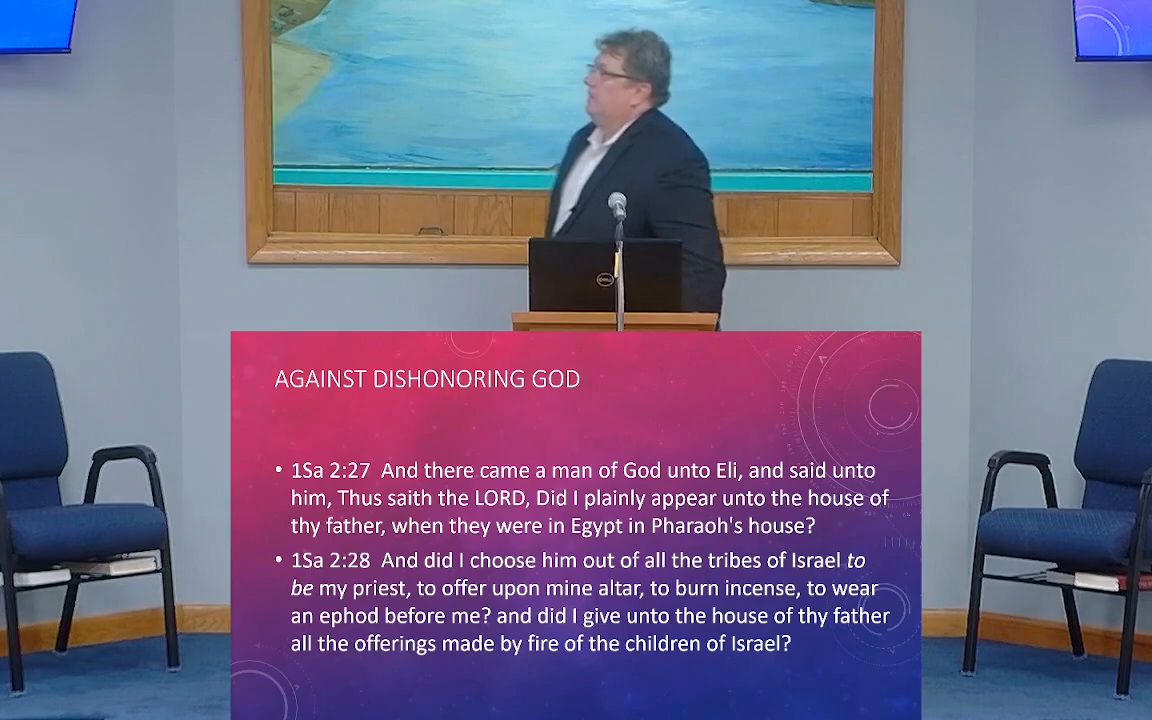 DELL
AGAINST DISHONORING GOD
• 1Sa 2:27 And there came a man of God unto Eli, and said unto
him, Thus saith the LORD, Did I plainly appear unto the house of
thy father, when they were in Egypt in Pharaoh's house?
• 1Sa 2:28 And did I choose him out of all the tribes of Israel to
be my priest, to offer upon mine altar, to burn incense, to wear
an ephod before me? and did I give unto the house of thy father
all the offerings made by fire of the children of Israel?